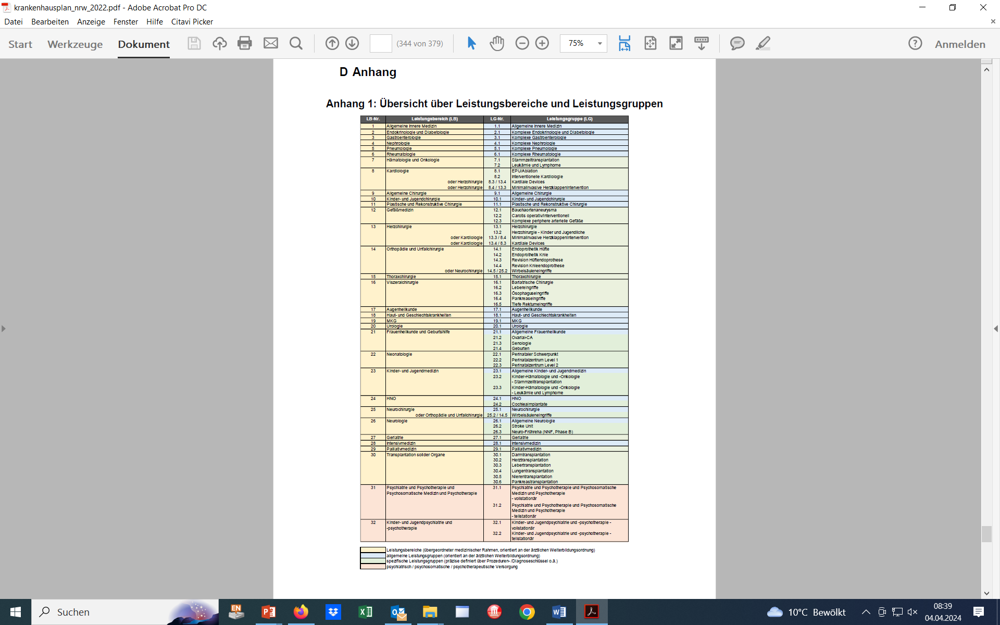 krankenhausplan_nrw_2022.pdf - Adobe Acrobat Pro DC
Datei Bearbeiten Anzeige Fenster Hilfe Citavi Picker
Start Werkzeuge Dokument (344 von 379) 75% Anmelden
D Anhang
Anhang 1: Übersicht über Leistungsbereiche und Leistungsgruppen
LB-Nr. Leistungsbereich (LB) LG-Nr. Leistungsgruppe (LG)
1 Allgemeine Innere Medizin 1.1 Allgemeine Innere Medizin
2 Endokrinologie und Diabetologie 2.1 Komplexe Endokrinologie und Diabetologie
3 Gastroenterologie 3.1 Komplexe Gastroenterologie
4 Nephrologie 4.1 Komplexe Nephrologie
5 Pneumologie 5.1 Komplexe Pneumologie
6 Rheumatologie 6.1 Komplexe Rheumatologie
7 Hämatologie und Onkologie 7.1 Stammzelltransplantation
7.2 Leukämie und Lymphome
8 Kardiologie 8.1 EPU/Ablation
8.2 Interventionelle Kardiologie
oder Herzchirurgie 8.3 / 13.4 Kardiale Devices
oder Herzchirurgie 8.4 / 13.3 Minimalinvasive Herzklappenintervention
9 Allgemeine Chirurgie 9.1 Allgemeine Chirurgie
10 Kinder- und Jugendchirurgie 10.1 Kinder- und Jugendchirurgie
11 Plastische und Rekonstruktive Chirurgie 11.1 Plastische und Rekonstruktive Chirurgie
12 Gefäßmedizin 12.1 Bauchaortenaneurysma
12.2 Carotis operativ/interventionell
12.3 Komplexe periphere arterielle Gefäße
13 Herzchirurgie 13.1 Herzchirurgie
13.2 Herzchirurgie - Kinder und Jugendliche
oder Kardiologie 13.3 / 8.4 Minimalinvasive Herzklappenintervention
oder Kardiologie 13.4 / 8.3 Kardiale Devices
14 Orthopädie und Unfallchirurgie 14.1 Endoprothetik Hüfte
14.2 Endoprothetik Knie
14.3 Revision Hüftendoprothese
14.4 Revision Knieendoprothese
oder Neurochirurgie 14.5 / 25.2 Wirbelsäuleneingriffe
15 Thoraxchirurgie 15.1 Thoraxchirurgie
16 Viszeralchirurgie 16.1 Bariatrische Chirurgie
16.2 Lebereingriffe
16.3 Ösophaguseingriffe
16.4 Pankreaseingriffe
16.5 Tiefe Rektumeingriffe
17 Augenheilkunde 17.1 Augenheilkunde
18 Haut- und Geschlechtskrankheiten 18.1 Haut- und Geschlechtskrankheiten
19 MKG 19.1 MKG
20 Urologie 20.1 Urologie
21 Frauenheilkunde und Geburtshilfe 21.1 Allgemeine Frauenheilkunde
21.2 Ovarial-CA
21.3 Senologie
21.4 Geburten
22 Neonatologie 22.1 Perinataler Schwerpunkt
22.2 Perinatalzentrum Level 1
22.3 Perinatalzentrum Level 2
23 Kinder- und Jugendmedizin 23.1 Allgemeine Kinder- und Jugendmedizin
23.2 Kinder-Hämatologie und -Onkologie
- Stammzelltransplantation
23.3 Kinder-Hämatologie und -Onkologie
- Leukämie und Lymphome
24 HNO 24.1 HNO
24.2 Cochleaimplantate
25 Neurochirurgie 25.1 Neurochirurgie
oder Orthopädie und Unfallchirurgie 25.2 / 14.5 Wirbelsäuleneingriffe
26 Neurologie 26.1 Allgemeine Neurologie
26.2 Stroke Unit
26.3 Neuro-Frühreha (NNF, Phase B)
27 Geriatrie 27.1 Geriatrie
28 Intensivmedizin 28.1 Intensivmedizin
29 Palliativmedizin 29.1 Palliativmedizin
30 Transplantation solider Organe 30.1 Darmtransplantation
30.2 Herztransplantation
30.3 Lebertransplantation
30.4 Lungentransplantation
30.5 Nierentransplantation
30.6 Pankreastransplantation
31 Psychiatrie und Psychotherapie und 31.1 Psychiatrie und Psychotherapie und Psychosomatische
Psychosomatische Medizin und Psychotherapie Medizin und Psychotherapie
- vollstationär
31.2 Psychiatrie und Psychotherapie und Psychosomatische
Medizin und Psychotherapie
- teilstationär
32 Kinder- und Jugendpsychiatrie und 32.1 Kinder- und Jugendpsychiatrie und -psychotherapie -
-psychotherapie vollstationär
32.2 Kinder- und Jugendpsychiatrie und -psychotherapie -
teilstationär
Leistungsbereiche (übergeordneter medizinischer Rahmen, orientiert an der ärztlichen Weiterbildungsordnung)
allgemeine Leistungsgruppen (orientiert an der ärztlichen Weiterbildungsordnung)
spezifische Leistungsgruppen (präzise definiert über Prozeduren- /Diagnoseschlüssel o.ä.)
psychiatrisch / psychosomatische / psychotherapeutische Versorgung
Suchen EN 10°C Bewölkt 08:39
04.04.2024